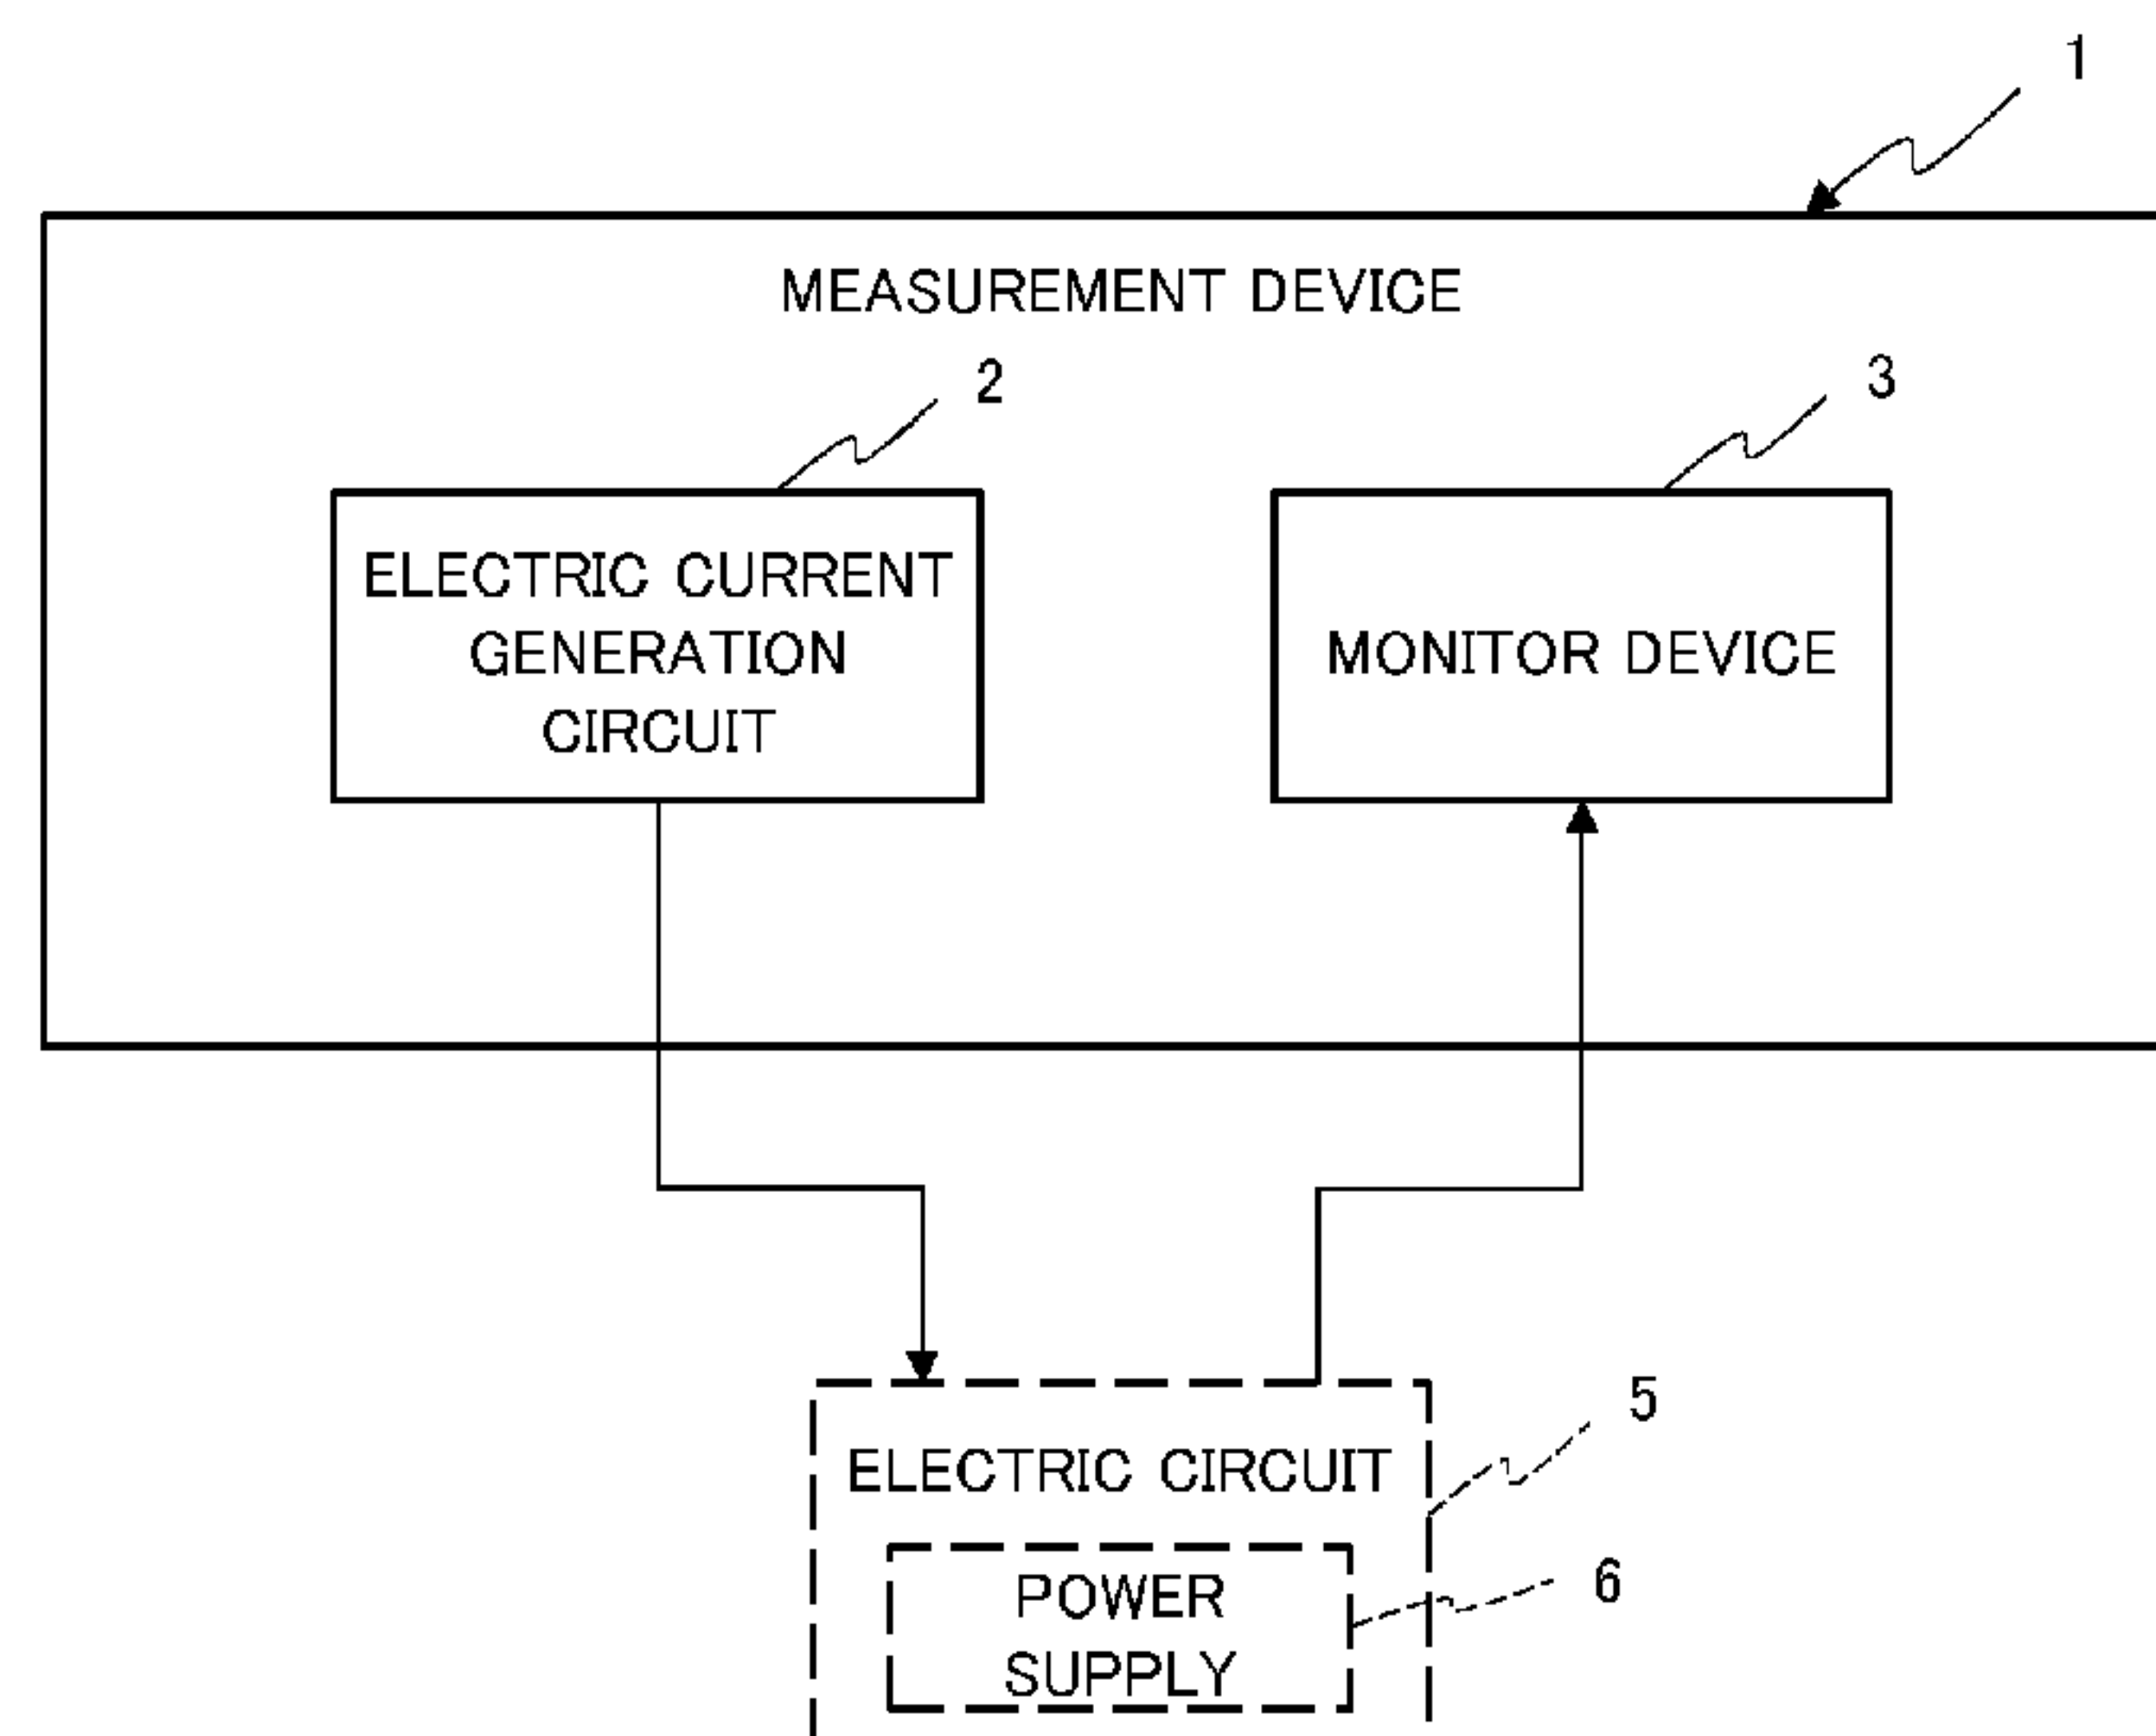 1
MEASUREMENT DEVICE
2
3
ELECTRIC CURRENT
GENERATION
CIRCUIT
MONITOR DEVICE
5
ELECTRIC CIRCUIT
6
POWER
SUPPLY